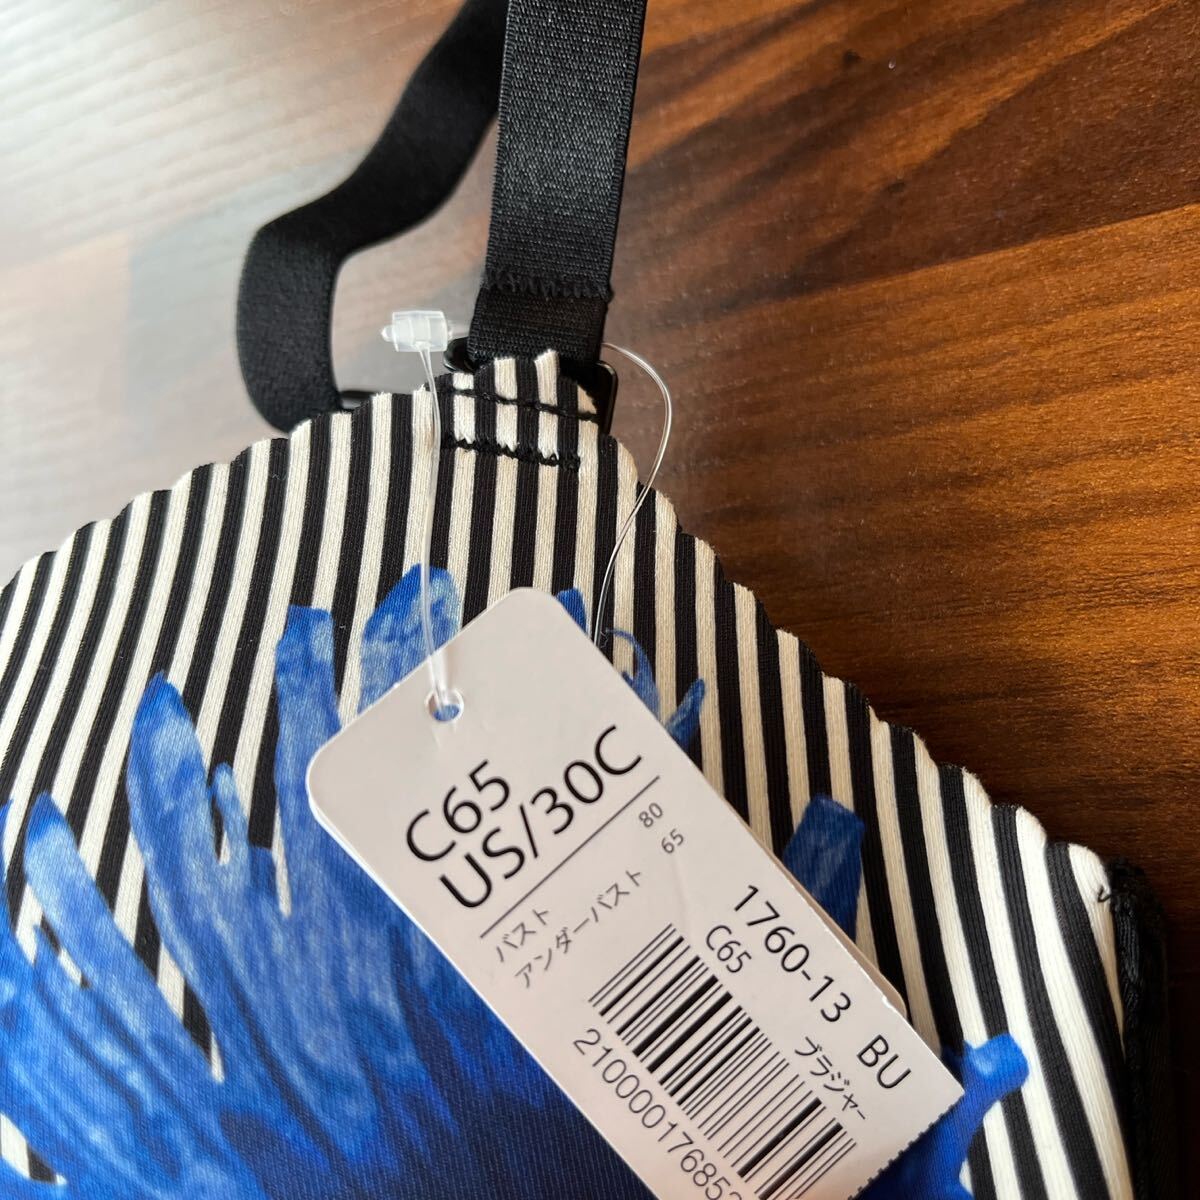 C65
US/30C
バスト 80
アンダーバスト 65
1760-13 BU
C65 ブラジャー
210000176852